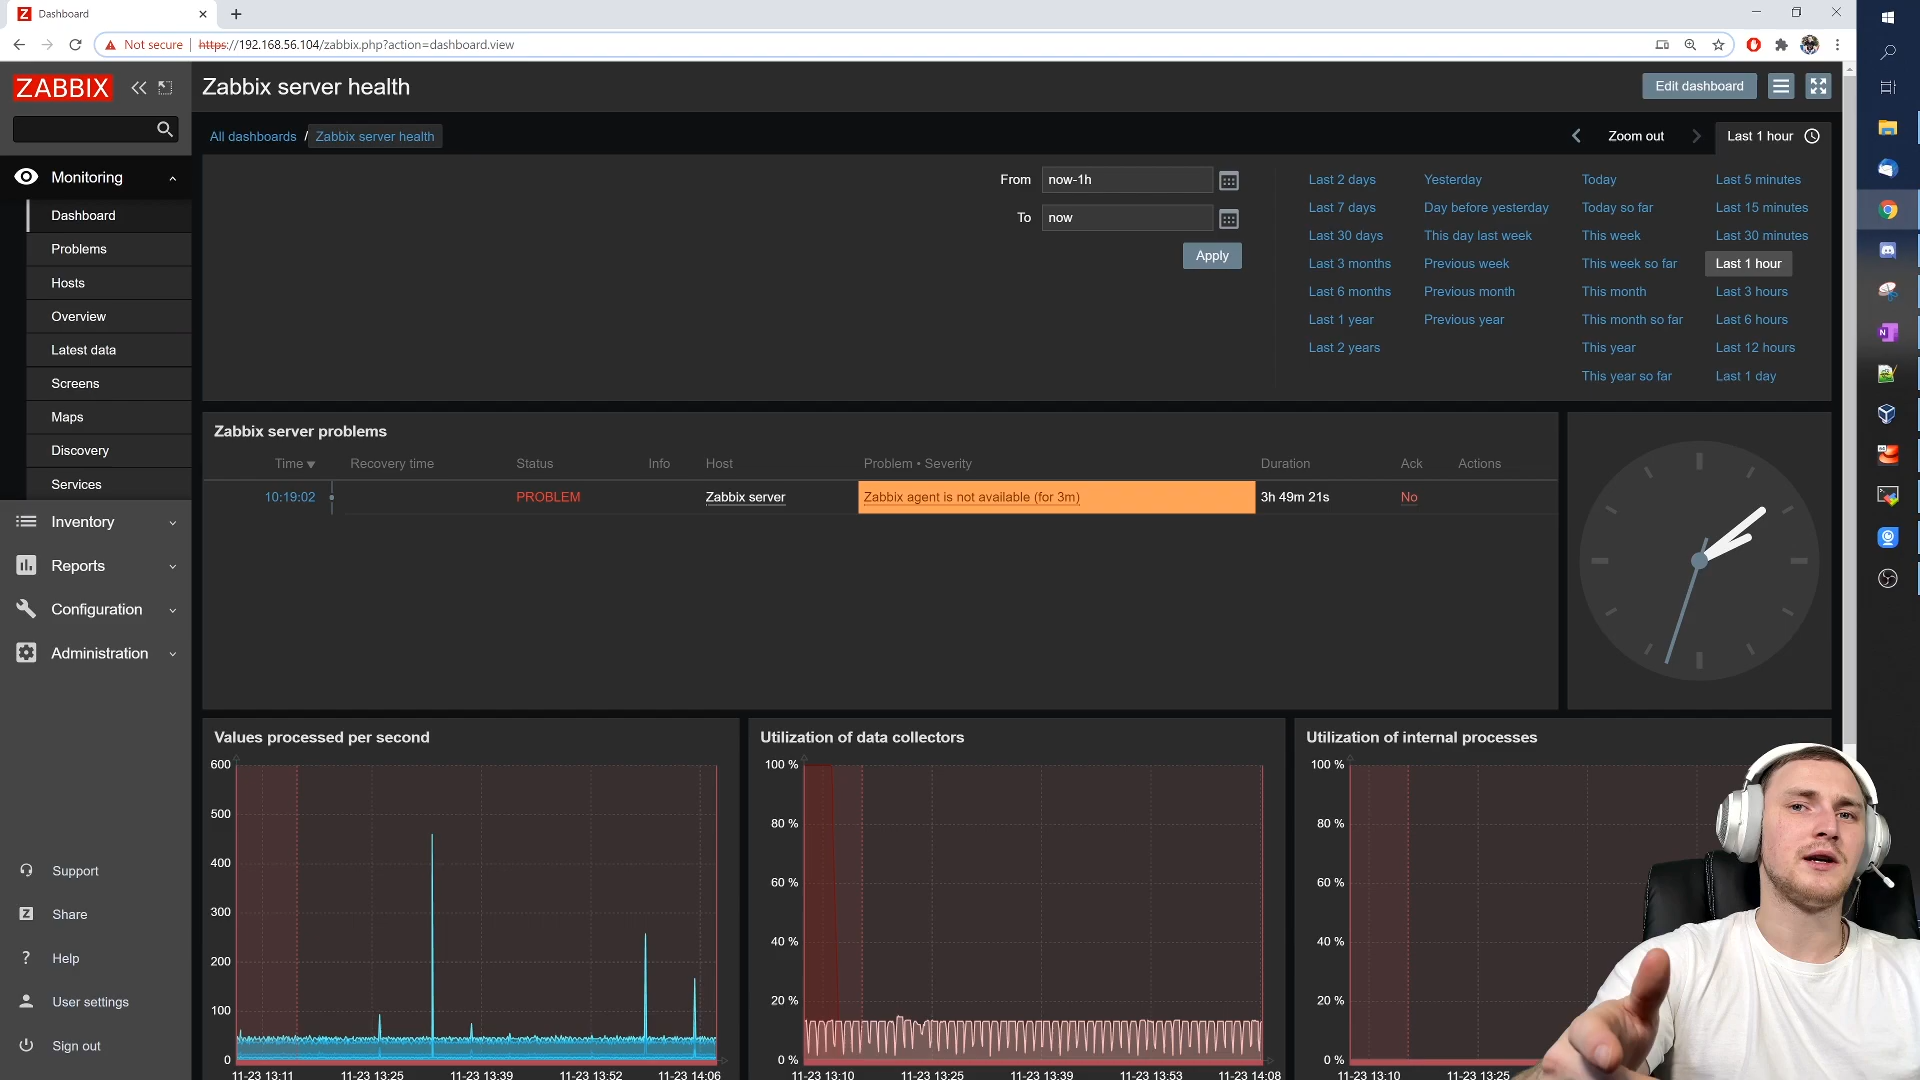 Dashboard
Not secure | https://192.168.56.104/zabbix.php?action=dashboard.view
ZABBIX
Monitoring
Dashboard
Problems
Hosts
Overview
Latest data
Screens
Maps
Discovery
Services
Inventory
Reports
Configuration
Administration
Support
Share
Help
User settings
Sign out
Zabbix server health
Edit dashboard
All dashboards / Zabbix server health
Zoom out
Last 1 hour
From now-1h
To now
Apply
Last 2 days Yesterday Today Last 5 minutes
Last 7 days Day before yesterday Today so far Last 15 minutes
Last 30 days This day last week This week Last 30 minutes
Last 3 months Previous week This week so far Last 1 hour
Last 6 months Previous month This month Last 3 hours
Last 1 year Previous year This month so far Last 6 hours
Last 2 years This year Last 12 hours
This year so far Last 1 day
Zabbix server problems
Time Recovery time Status Info Host Problem • Severity Duration Ack Actions
10:19:02 PROBLEM Zabbix server Zabbix agent is not available (for 3m) 3h 49m 21s No
Values processed per second
600
500
400
300
200
100
0
11-23 13:11 11-23 13:25 11-23 13:39 11-23 13:52 11-23 14:06
Utilization of data collectors
100 %
80 %
60 %
40 %
20 %
0 %
11-23 13:10 11-23 13:25 11-23 13:39 11-23 13:53 11-23 14:08
Utilization of internal processes
100 %
80 %
60 %
40 %
20 %
0 %
11-23 13:10 11-23 13:25